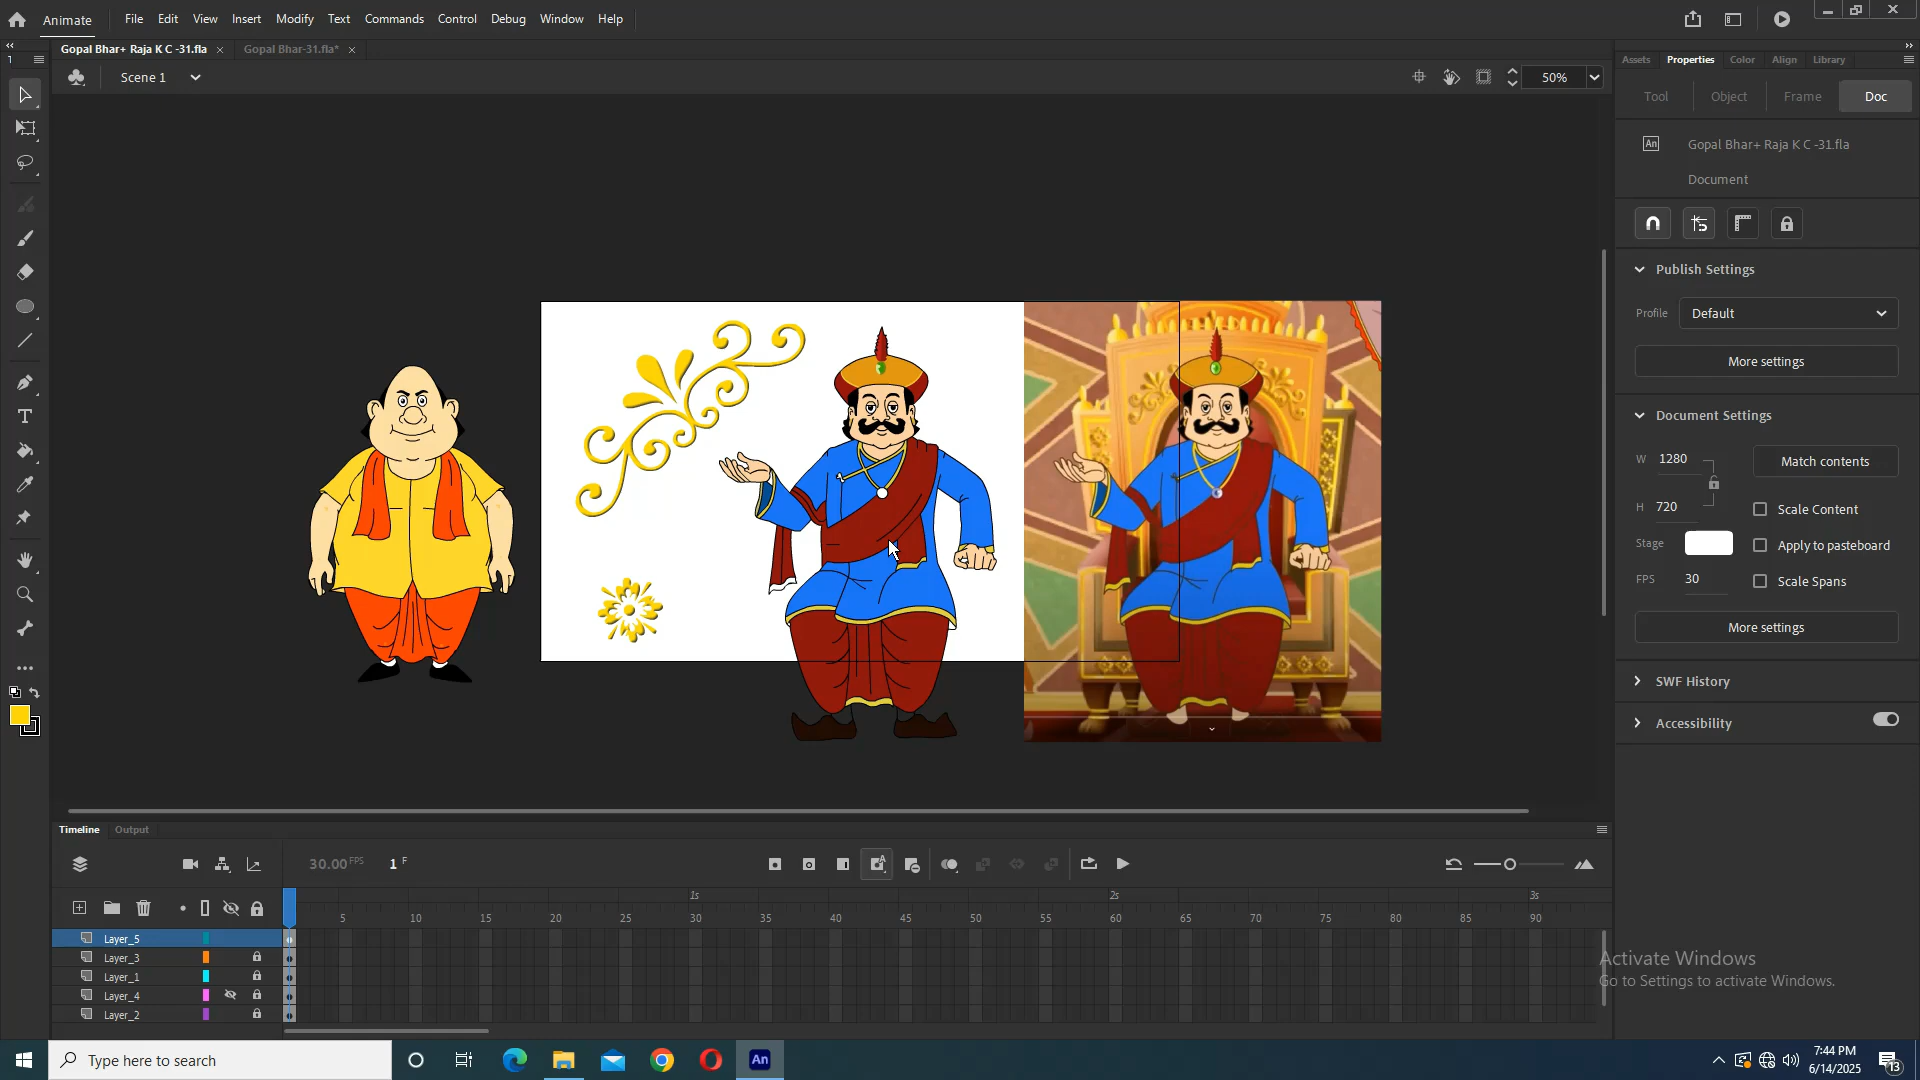 Animate
File Edit View Insert Modify Text Commands Control Debug Window Help
Gopal Bhar+ Raja K C -31.fla
Gopal Bhar-31.fla*
Scene 1
50%
Assets Properties Color Align Library
Tool Object Frame Doc
An
Gopal Bhar+ Raja K C -31.fla
Document
Publish Settings
Profile
Default
More settings
Document Settings
W 1280
Match contents
H 720
Scale Content
Stage
Apply to pasteboard
FPS 30
Scale Spans
More settings
SWF History
Accessibility
Timeline Output
30.00 FPS 1 F
1s 2s 3s
5 10 15 20 25 30 35 40 45 50 55 60 65 70 75 80 85 90
Layer_5
Layer_3
Layer_1
Layer_4
Layer_2
Activate Windows
Go to Settings to activate Windows.
Type here to search
An
7:44 PM
6/14/2025
13